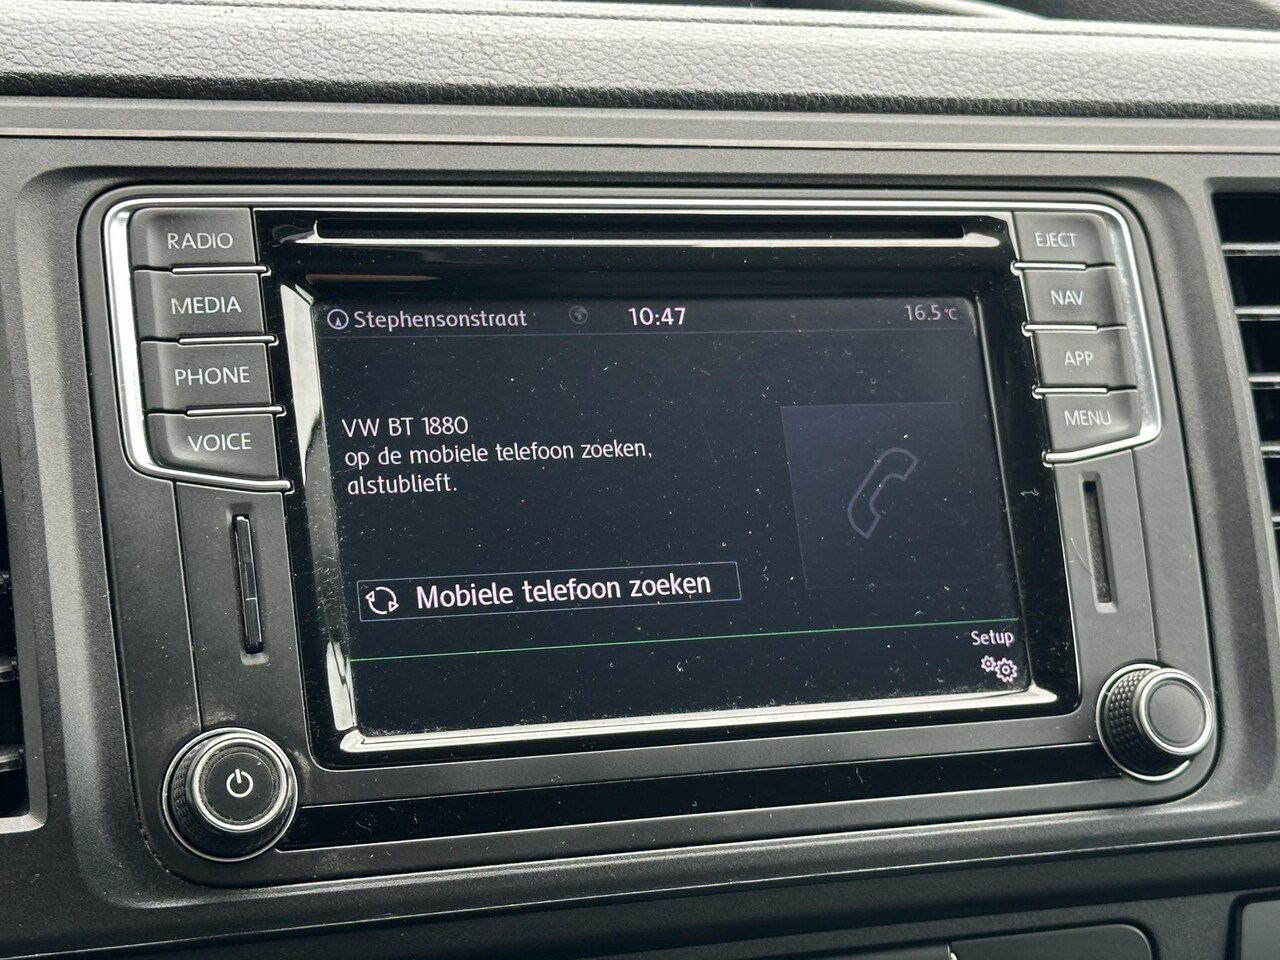 RADIO
MEDIA
PHONE
VOICE
EJECT
NAV
APP
MENU
Stephensonstraat 10:47 16.5°C
VW BT 1880
op de mobiele telefoon zoeken,
alstublieft.
Mobiele telefoon zoeken
Setup